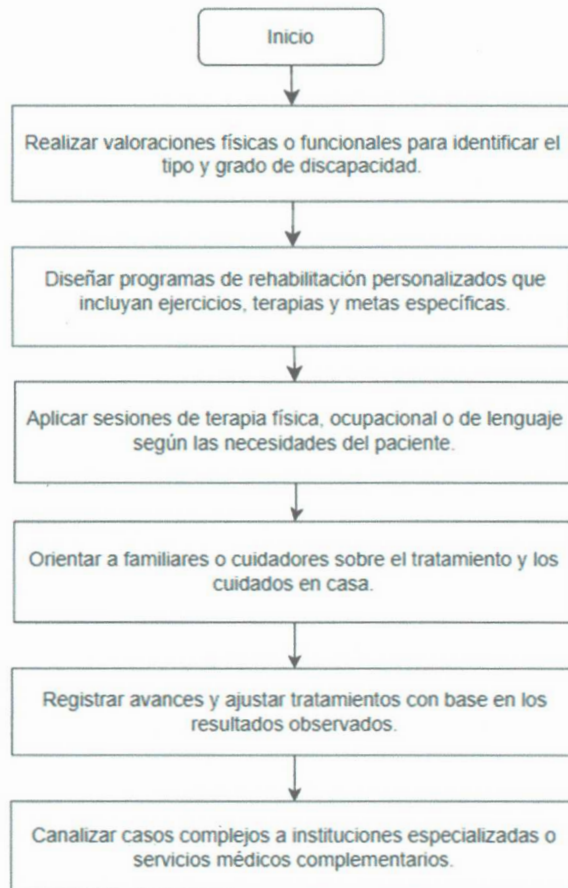 Inicio
Realizar valoraciones físicas o funcionales para identificar el
tipo y grado de discapacidad.
Diseñar programas de rehabilitación personalizados que
incluyan ejercicios, terapias y metas específicas.
Aplicar sesiones de terapia física, ocupacional o de lenguaje
según las necesidades del paciente.
Orientar a familiares o cuidadores sobre el tratamiento y los
cuidados en casa.
Registrar avances y ajustar tratamientos con base en los
resultados observados.
Canalizar casos complejos a instituciones especializadas o
servicios médicos complementarios.